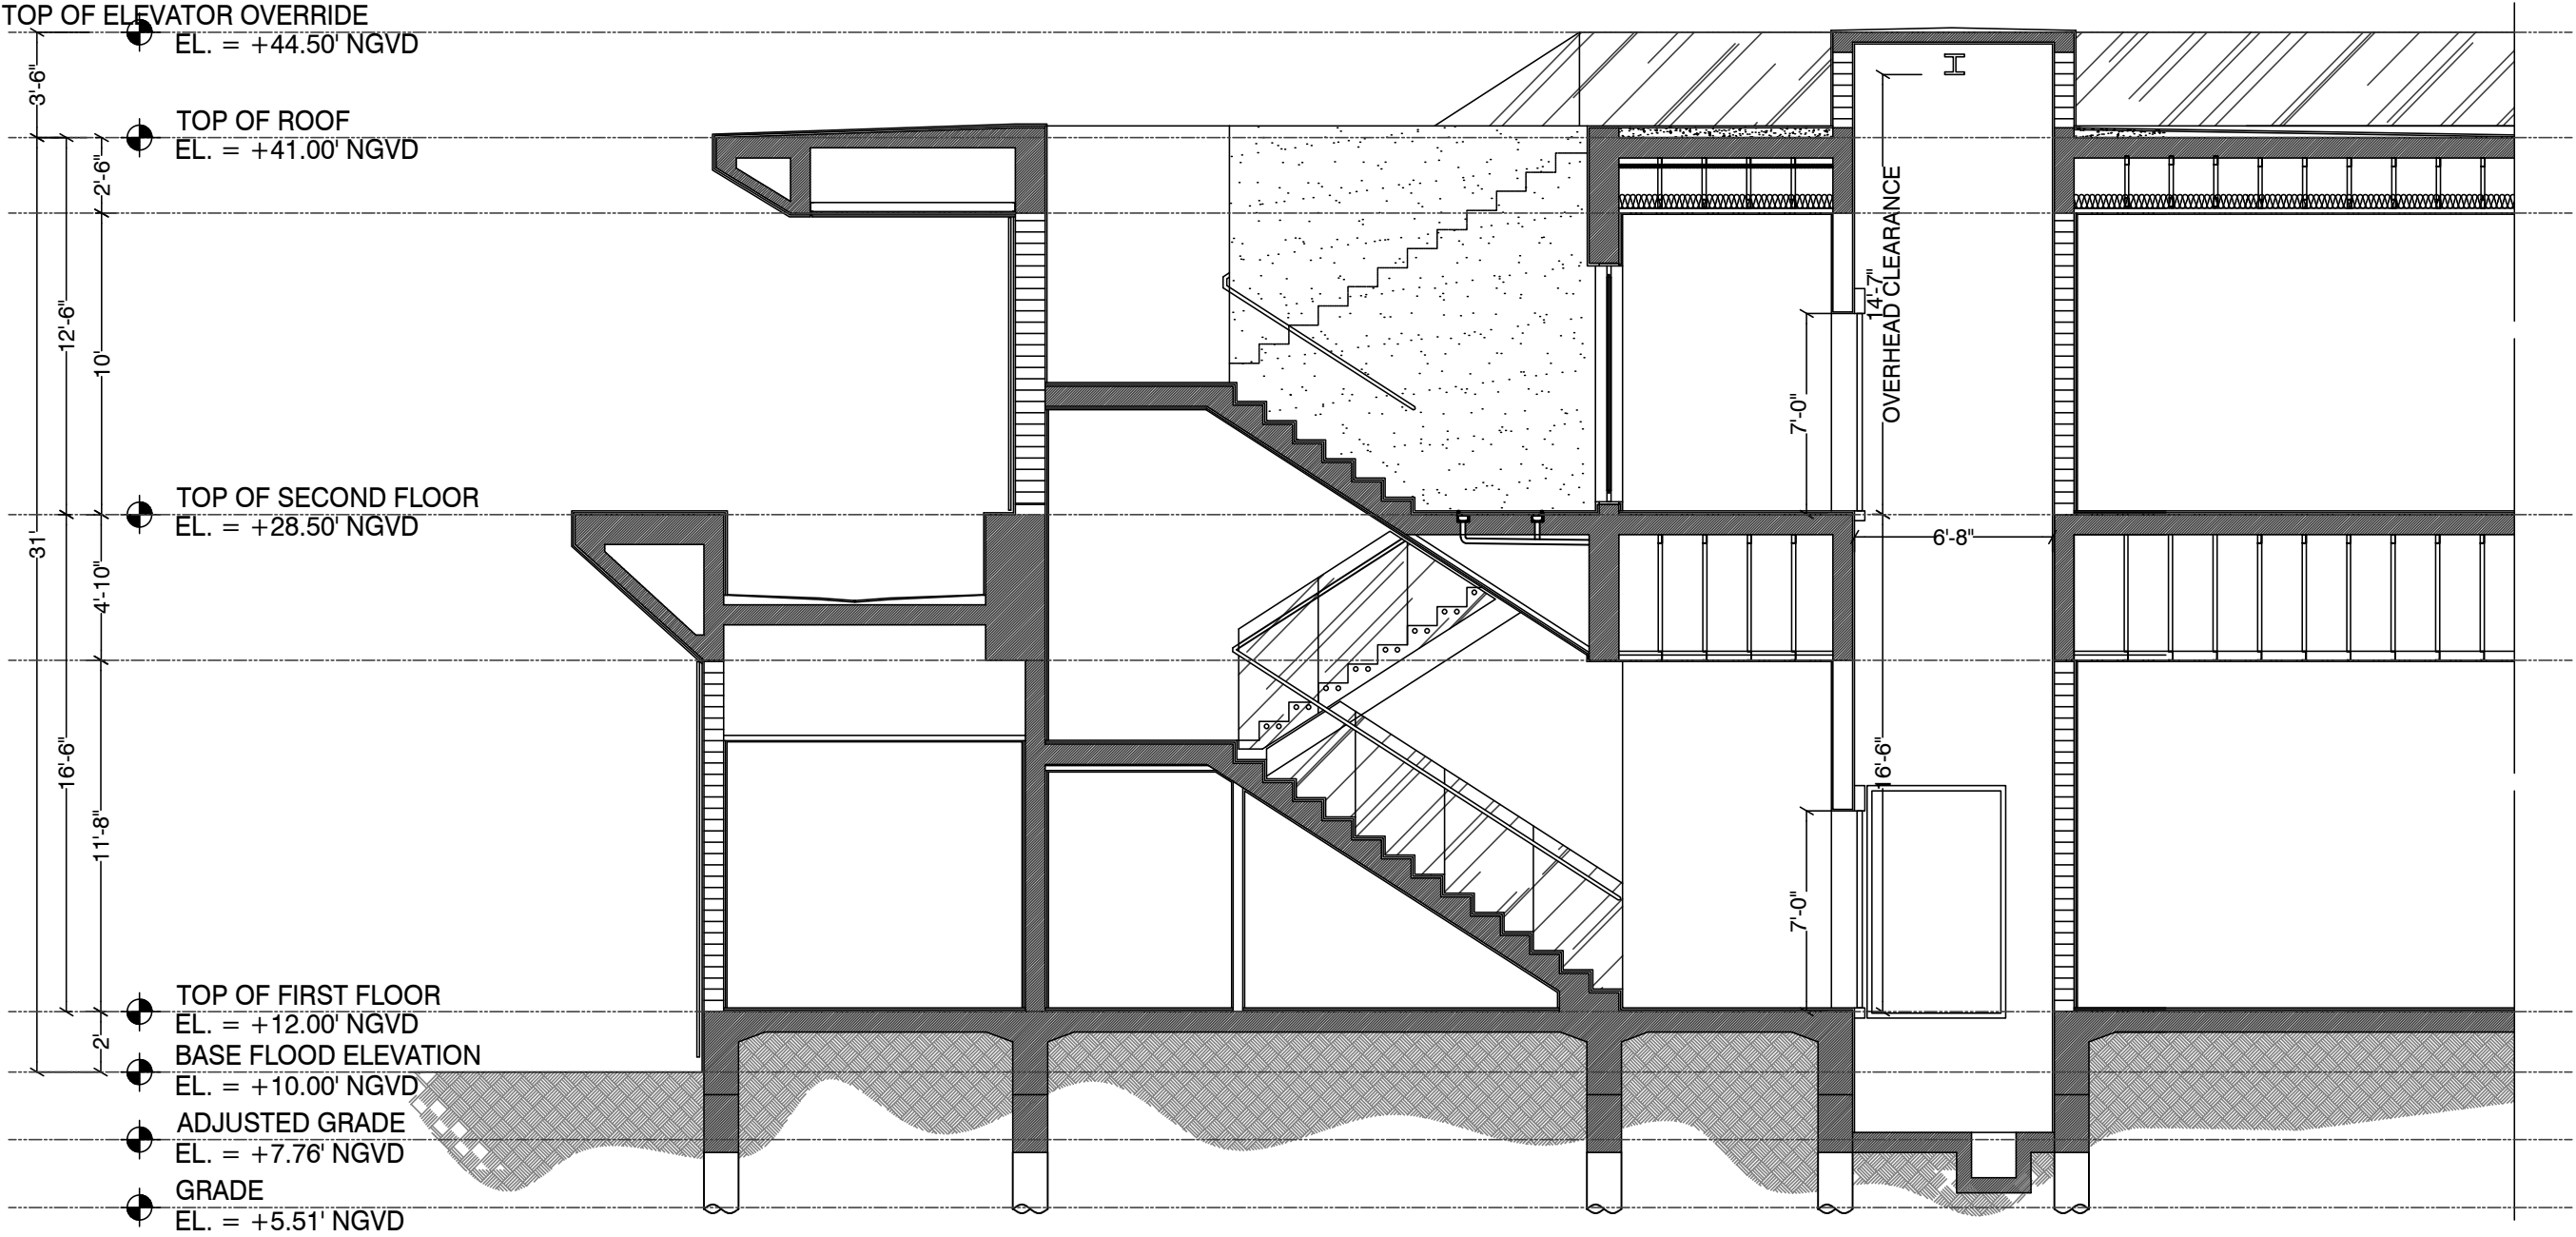 TOP OF ELEVATOR OVERRIDE
EL. = +44.50' NGVD
3'-6"
TOP OF ROOF
EL. = +41.00' NGVD
2'-6"
12'-6"
10'
31'
TOP OF SECOND FLOOR
EL. = +28.50' NGVD
4'-10"
16'-6"
11'-8"
TOP OF FIRST FLOOR
EL. = +12.00' NGVD
2'
BASE FLOOD ELEVATION
EL. = +10.00' NGVD
ADJUSTED GRADE
EL. = +7.76' NGVD
GRADE
EL. = +5.51' NGVD
7'-0"
14'-7"
OVERHEAD CLEARANCE
6'-8"
16'-6"
7'-0"